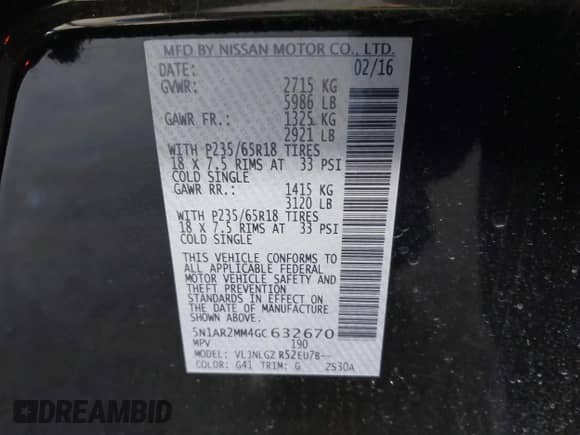 MFD BY NISSAN MOTOR CO., LTD.
DATE: 02/16
GVWR: 2715 KG
5986 LB
GAWR FR.: 1325 KG
2921 LB
WITH P235/65R18 TIRES
18 X 7.5 RIMS AT 33 PSI
COLD SINGLE
GAWR RR.: 1415 KG
3120 LB
WITH P235/65R18 TIRES
18 X 7.5 RIMS AT 33 PSI
COLD SINGLE
THIS VEHICLE CONFORMS TO
ALL APPLICABLE FEDERAL
MOTOR VEHICLE SAFETY AND
THEFT PREVENTION
STANDARDS IN EFFECT ON
THE DATE OF MANUFACTURE
SHOWN ABOVE.
5N1AR2MM4GC632670
MPV 190
MODEL: VLJNLGZ R52EU7B--
COLOR: G41 TRIM: G 2S30A
DREAMBID